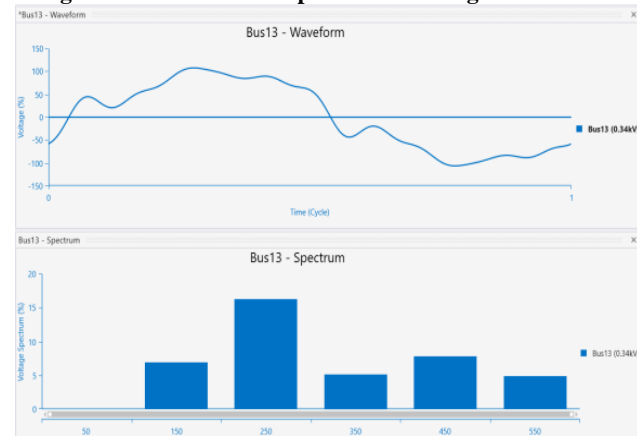 *Bus13 - Waveform
Bus13 - Waveform
150
100
50
0
-50
-100
-150
Voltage (%)
0
1
Time (Cycle)
Bus13 (0.34kV
Bus13 - Spectrum
Bus13 - Spectrum
20
15
10
5
0
Voltage Spectrum (%)
50
150
250
350
450
550
Bus13 (0.34kV